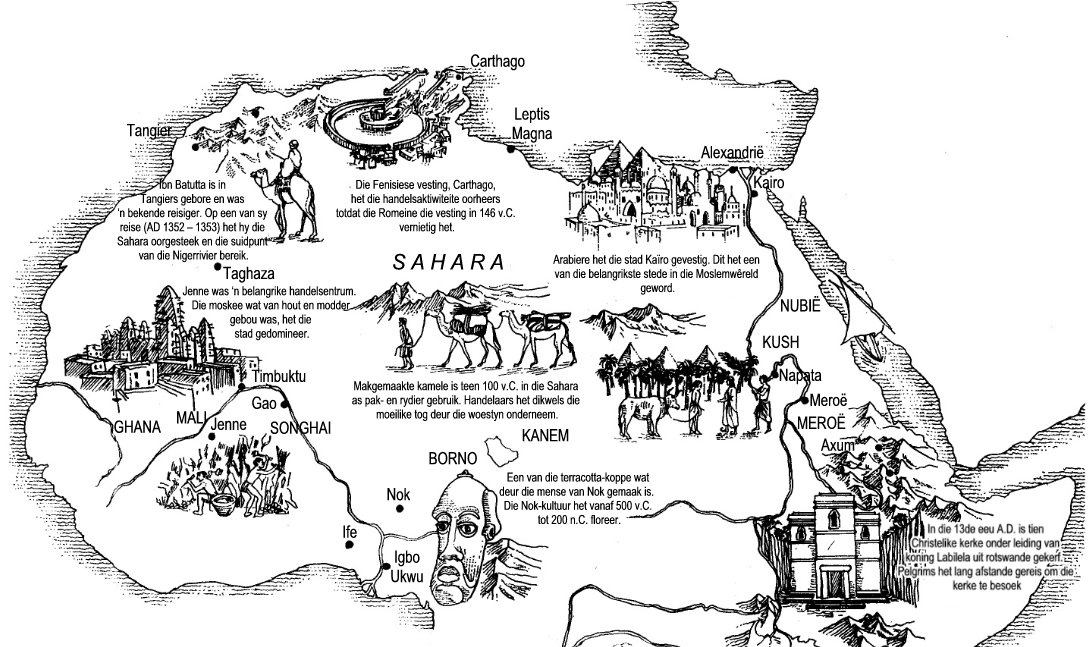 Carthago
Leptis
Magna
Tangier
Alexandrië
Kairo
Ibn Batutta is in
Tangiers gebore en was
'n bekende reisiger. Op een van sy
reise (AD 1352 – 1353) het hy die
Sahara oorgesteek en die suidpunt
van die Nigerrivier bereik.
Die Fenisiese vesting, Carthago,
het die handelsaktiwiteite oorheers
totdat die Romeine die vesting in 146 v.C.
vernietig het.
SAHARA
Arabiere het die stad Kaïro gevestig. Dit het een
van die belangrikste stede in die Moslemwêreld
geword.
Taghaza
Jenne was 'n belangrike handelsentrum.
Die moskee wat van hout en modder
gebou was, het die
stad gedomineer.
NUBIË
KUSH
Napata
Meroë
MEROË
Axum
Timbuktu
Gao
MALI
GHANA
Jenne
SONGHAI
Makgemaakte kamele is teen 100 v.C. in die Sahara
as pak- en rydier gebruik. Handelaars het dikwels die
moeilike tog deur die woestyn onderneem.
KANEM
BORNO
Een van die terracotta-koppe wat
deur die mense van Nok gemaak is.
Die Nok-kultuur het vanaf 500 v.C.
tot 200 n.C. floreer.
Nok
Ife
Igbo
Ukwu
In die 13de eeu A.D. is tien
Christelike kerke onder leiding van
koning Labilela uit rotswande gekerf.
Pelgrims het lang afstande gereis om die
kerke te besoek